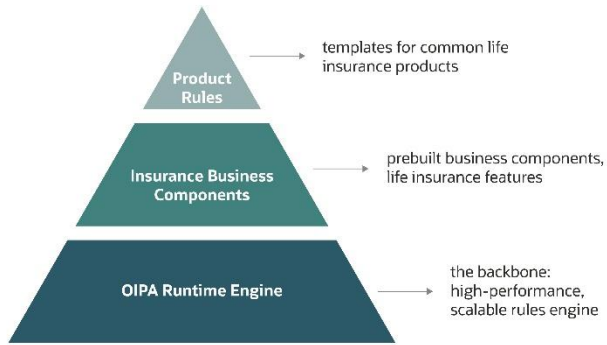 Product
Rules
templates for common life
insurance products
Insurance Business
Components
prebuilt business components,
life insurance features
OIPA Runtime Engine
the backbone:
high-performance,
scalable rules engine